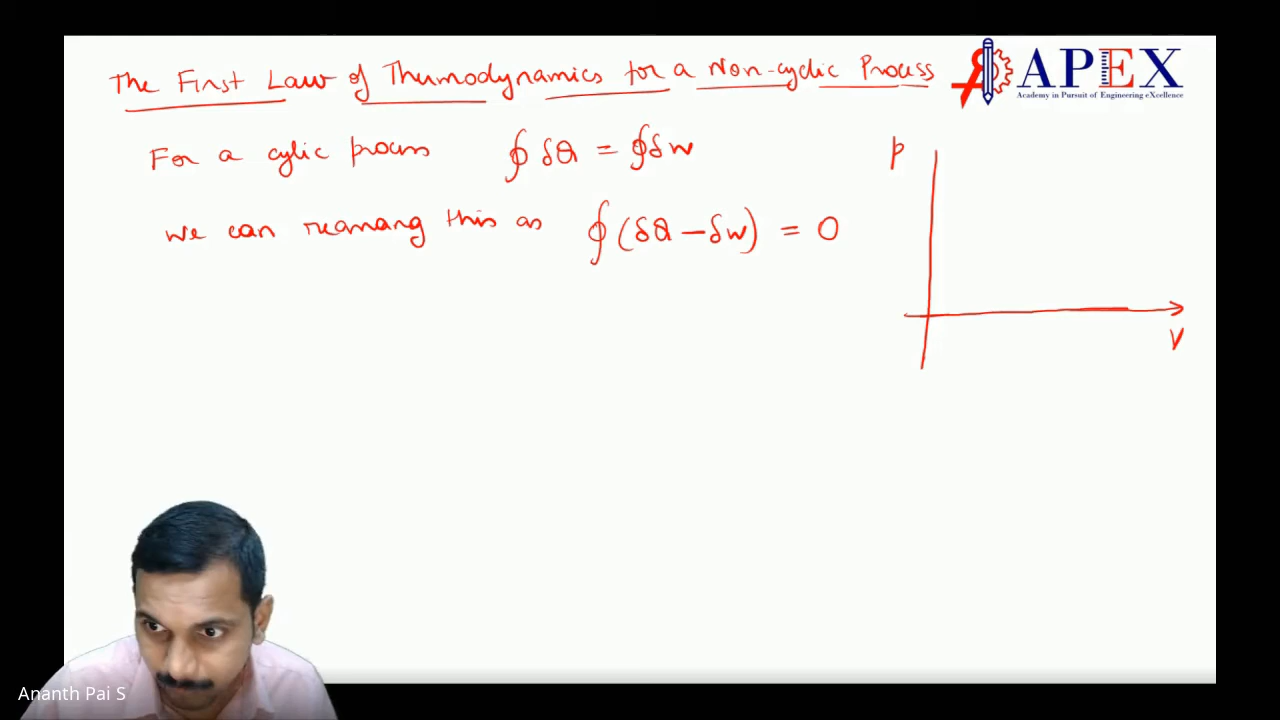 The First Law of Thermodynamics for a Non-cyclic Process
APEX
Academy in Pursuit of Engineering eXcellence
For a cylic process ∮ δQ = ∮ δW
P
We can rearrang this as ∮ (δQ − δW) = 0
V
Ananth Pai S